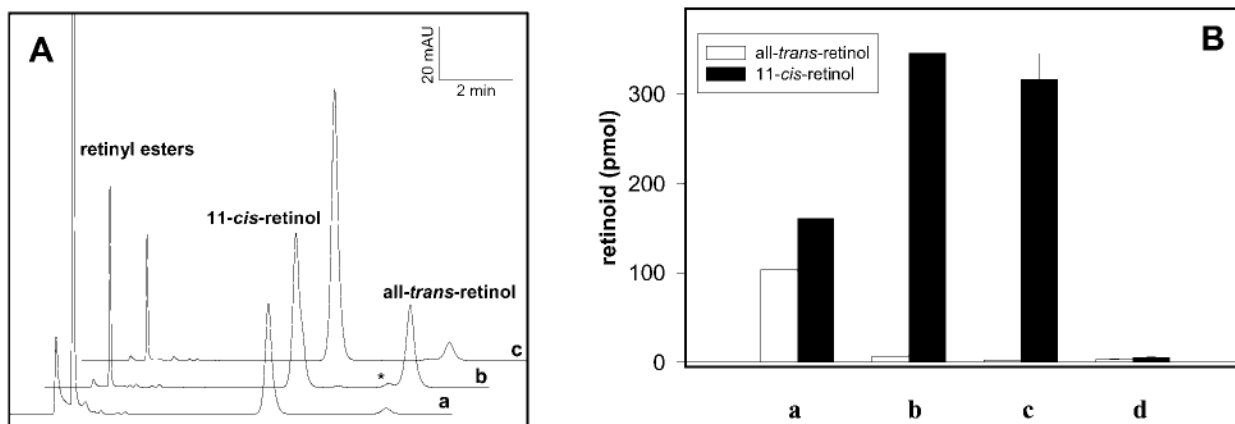 A
20 mAU
2 min
retinyl esters
11-cis-retinol
all-trans-retinol
c
*
b
a
B
all-trans-retinol
11-cis-retinol
retinoid (pmol)
300
200
100
0
a b c d